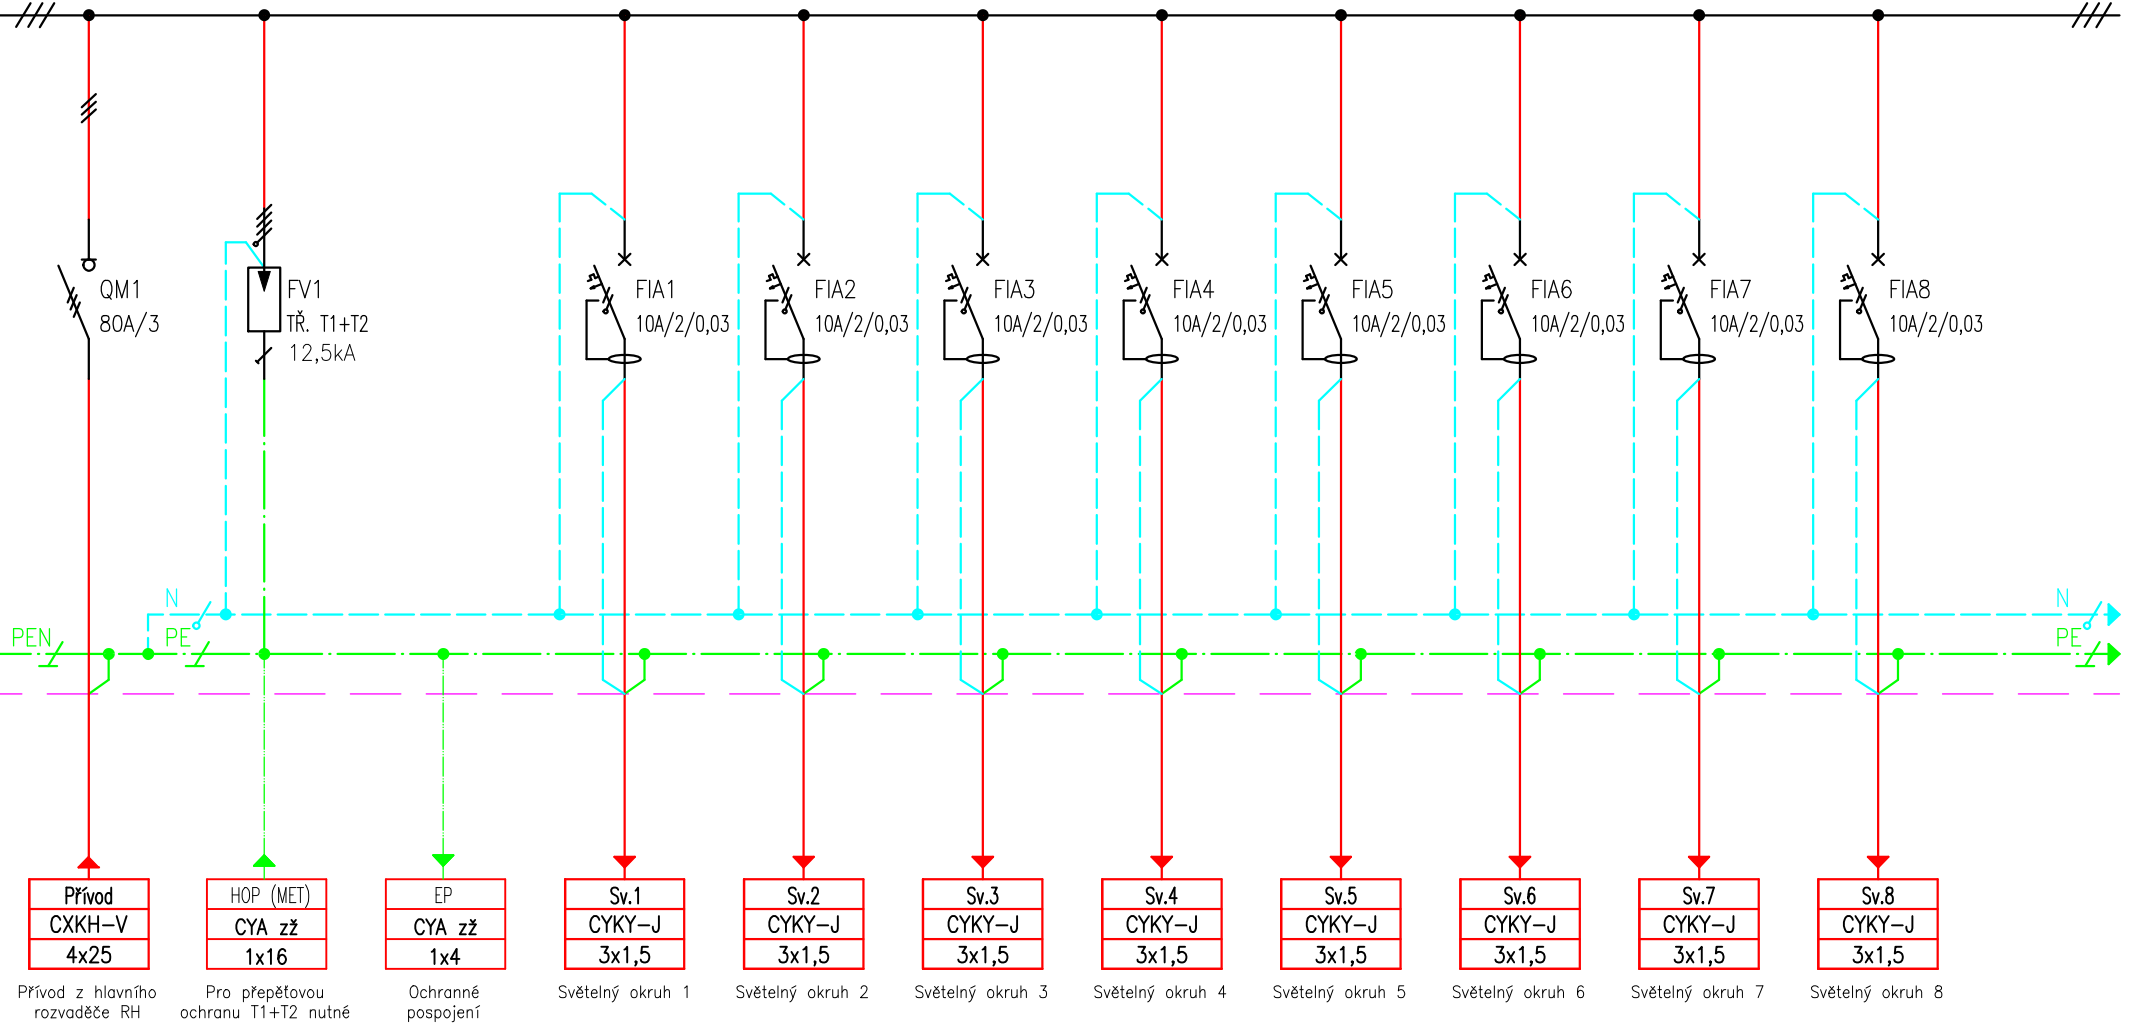 QM1
80A/3
FV1
TŘ. T1+T2
12,5kA
FIA1
10A/2/0,03
FIA2
10A/2/0,03
FIA3
10A/2/0,03
FIA4
10A/2/0,03
FIA5
10A/2/0,03
FIA6
10A/2/0,03
FIA7
10A/2/0,03
FIA8
10A/2/0,03
N
N
PEN
PE
PE
Přívod
CXKH-V
4x25
Přívod z hlavního
rozvaděče RH
HOP (MET)
CYA zž
1x16
Pro přepěťovou
ochranu T1+T2 nutné
EP
CYA zž
1x4
Ochranné
pospojení
Sv.1
CYKY-J
3x1,5
Světelný okruh 1
Sv.2
CYKY-J
3x1,5
Světelný okruh 2
Sv.3
CYKY-J
3x1,5
Světelný okruh 3
Sv.4
CYKY-J
3x1,5
Světelný okruh 4
Sv.5
CYKY-J
3x1,5
Světelný okruh 5
Sv.6
CYKY-J
3x1,5
Světelný okruh 6
Sv.7
CYKY-J
3x1,5
Světelný okruh 7
Sv.8
CYKY-J
3x1,5
Světelný okruh 8